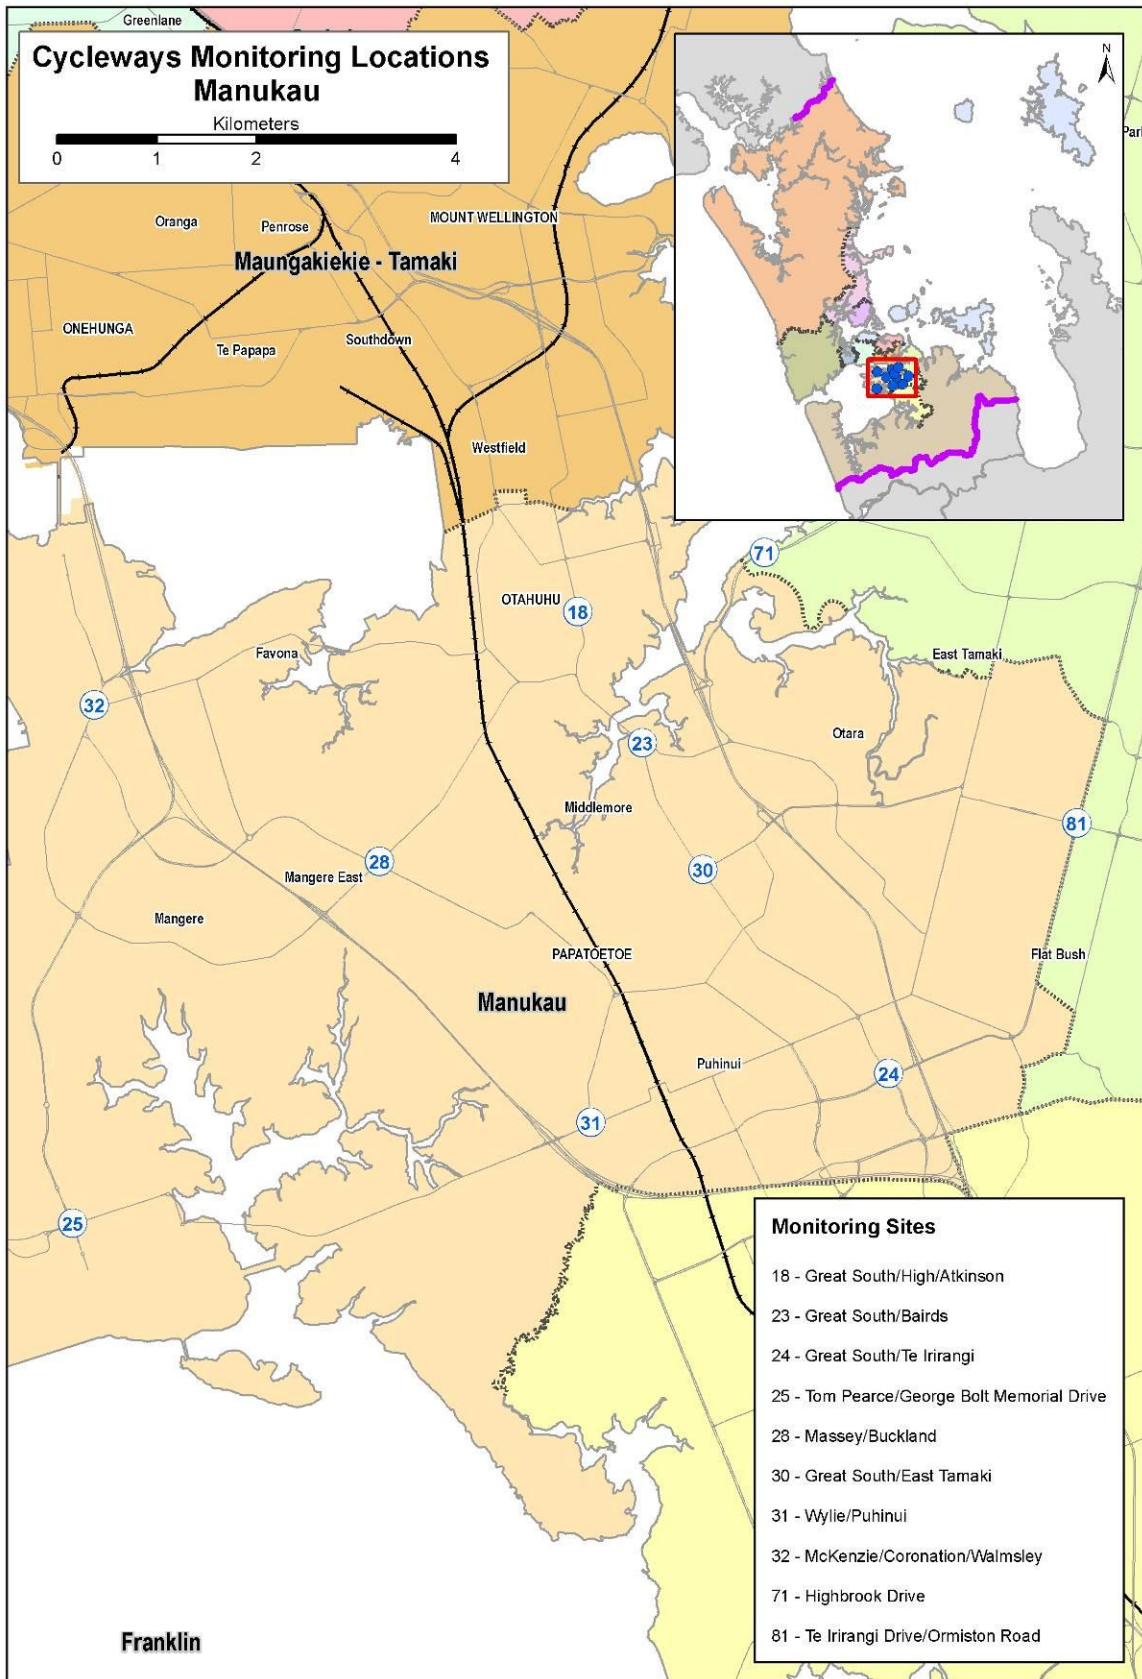 Greenlane
Cycleways Monitoring Locations
Manukau
Kilometers
0 1 2 4
N
Oranga
Penrose
MOUNT WELLINGTON
Maungakiekie - Tamaki
ONEHUNGA
Te Papapa
Southdown
Westfield
71
OTAHUHU
18
Favona
East Tamaki
32
23
Otara
Middlemore
81
28
30
Mangere East
Mangere
PAPATOETOE
Flat Bush
Manukau
Puhinui
24
31
25
Monitoring Sites
18 - Great South/High/Atkinson
23 - Great South/Bairds
24 - Great South/Te Irirangi
25 - Tom Pearce/George Bolt Memorial Drive
28 - Massey/Buckland
30 - Great South/East Tamaki
31 - Wylie/Puhinui
32 - McKenzie/Coronation/Walmsley
71 - Highbrook Drive
81 - Te Irirangi Drive/Ormiston Road
Franklin